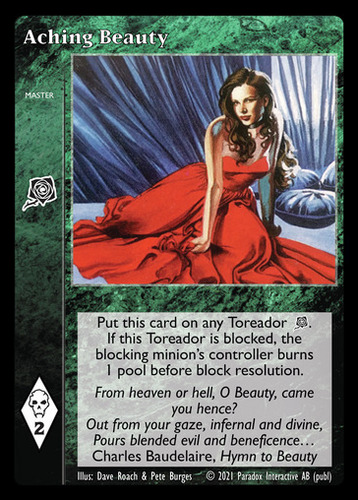 Aching Beauty
MASTER
Put this card on any Toreador
If this Toreador is blocked, the
blocking minion's controller burns
1 pool before block resolution.
From heaven or hell, O Beauty, came
you hence?
Out from your gaze, infernal and divine,
Pours blended evil and beneficence…
Charles Baudelaire, Hymn to Beauty
2
Illus: Dave Roach & Pete Burges © 2021 Paradox Interactive AB (publ)